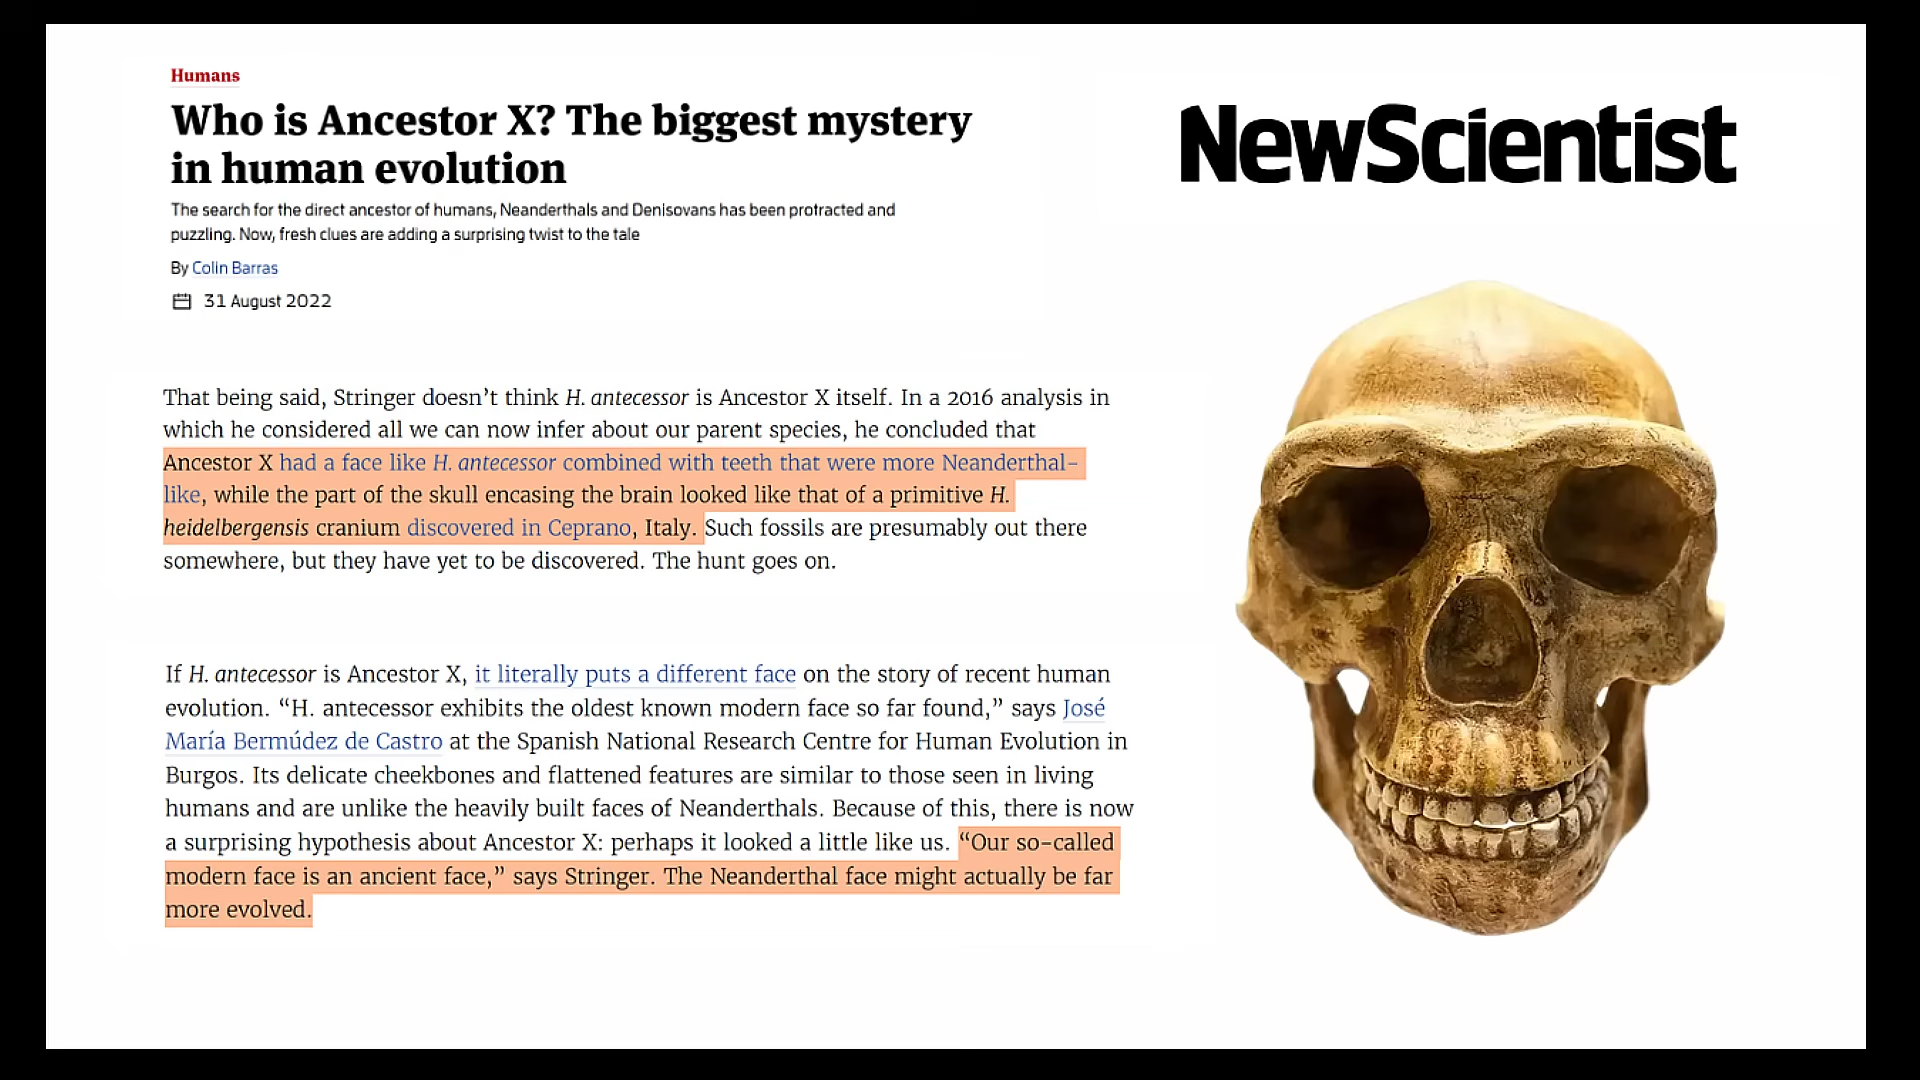 Humans
Who is Ancestor X? The biggest mystery
in human evolution
The search for the direct ancestor of humans, Neanderthals and Denisovans has been protracted and
puzzling. Now, fresh clues are adding a surprising twist to the tale
By Colin Barras
31 August 2022
NewScientist
That being said, Stringer doesn’t think H. antecessor is Ancestor X itself. In a 2016 analysis in
which he considered all we can now infer about our parent species, he concluded that
Ancestor X had a face like H. antecessor combined with teeth that were more Neanderthal-
like, while the part of the skull encasing the brain looked like that of a primitive H.
heidelbergensis cranium discovered in Ceprano, Italy. Such fossils are presumably out there
somewhere, but they have yet to be discovered. The hunt goes on.
If H. antecessor is Ancestor X, it literally puts a different face on the story of recent human
evolution. “H. antecessor exhibits the oldest known modern face so far found,” says José
María Bermúdez de Castro at the Spanish National Research Centre for Human Evolution in
Burgos. Its delicate cheekbones and flattened features are similar to those seen in living
humans and are unlike the heavily built faces of Neanderthals. Because of this, there is now
a surprising hypothesis about Ancestor X: perhaps it looked a little like us. “Our so-called
modern face is an ancient face,” says Stringer. The Neanderthal face might actually be far
more evolved.